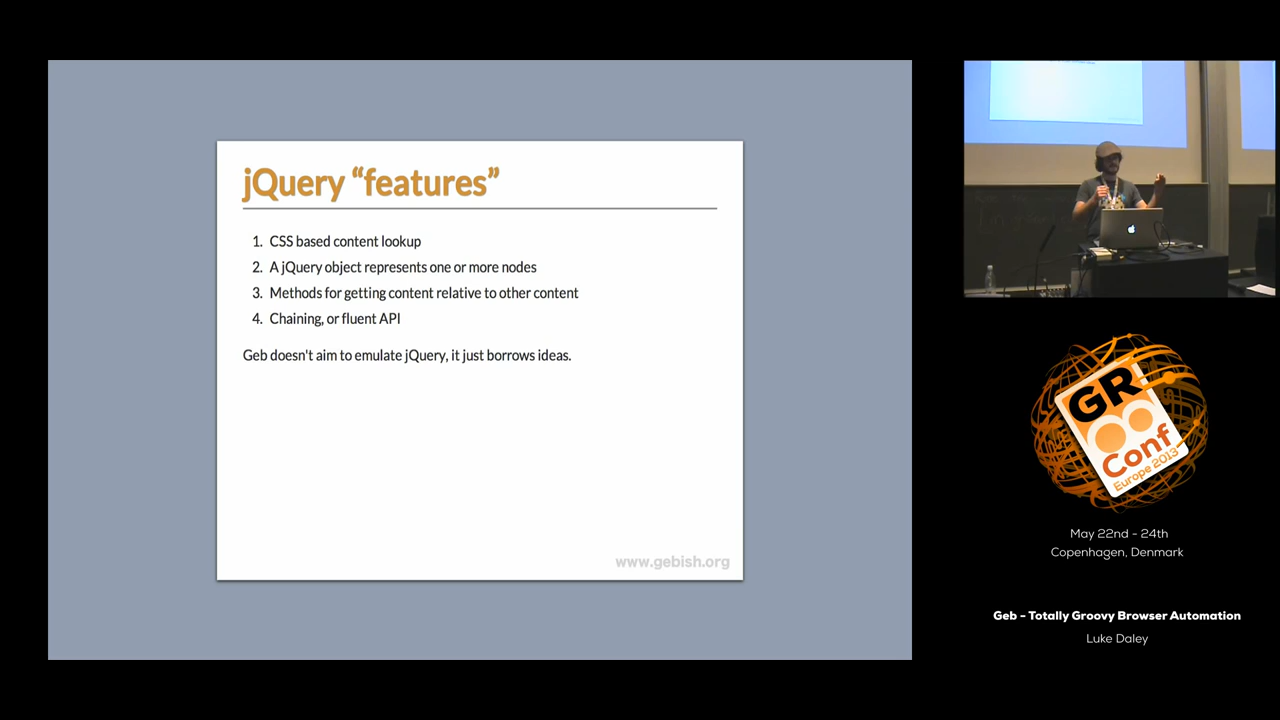 jQuery “features”
1. CSS based content lookup
2. A jQuery object represents one or more nodes
3. Methods for getting content relative to other content
4. Chaining, or fluent API
Geb doesn't aim to emulate jQuery, it just borrows ideas.
www.gebish.org
GR8
Conf
Europe 2013
May 22nd - 24th
Copenhagen, Denmark
Geb - Totally Groovy Browser Automation
Luke Daley